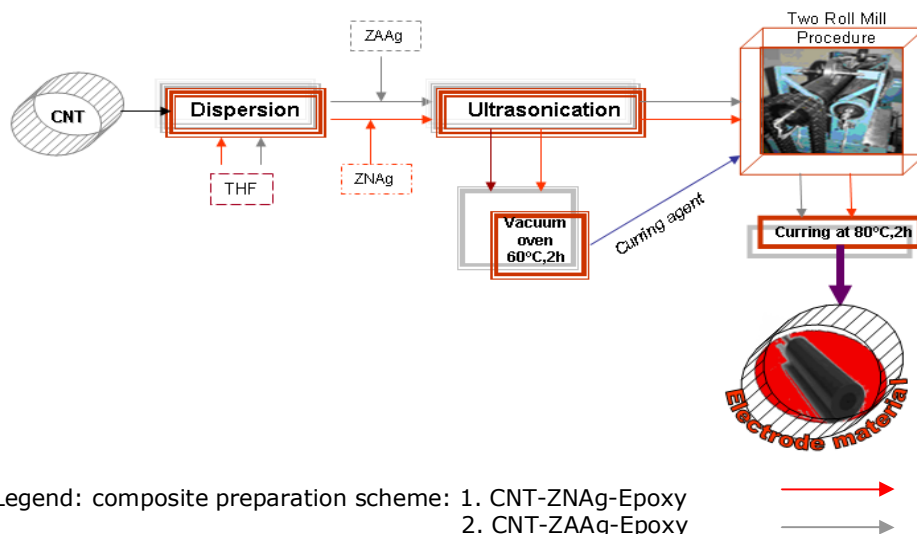 Two Roll Mill
Procedure
ZAAg
CNT
Dispersion
Ultrasonication
THF
ZNAg
Vacuum
oven
60°C,2h
Curring agent
Curring at 80°C,2h
Electrode material
Legend: composite preparation scheme: 1. CNT-ZNAg-Epoxy
2. CNT-ZAAg-Epoxy